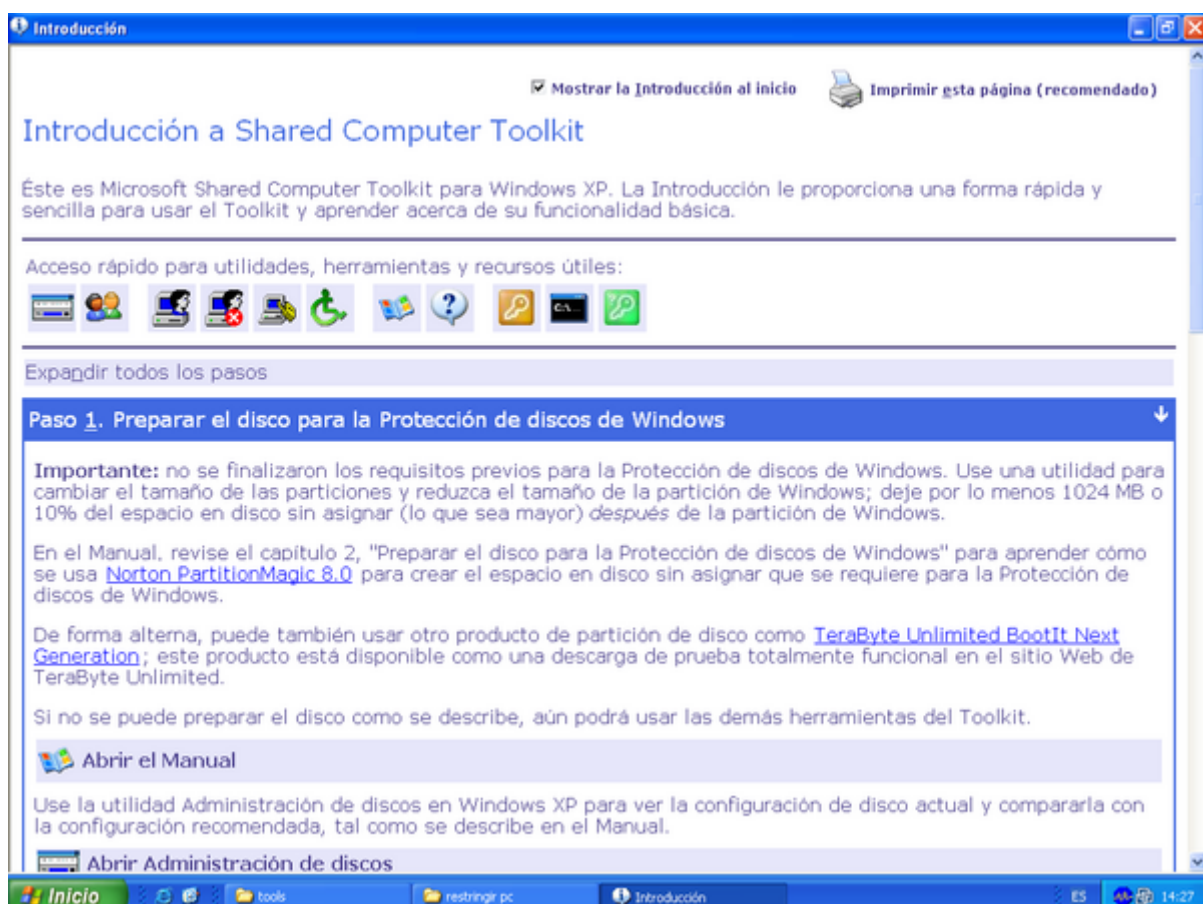 Introducción
Mostrar la Introducción al inicio
Imprimir esta página (recomendado)
Introducción a Shared Computer Toolkit
Éste es Microsoft Shared Computer Toolkit para Windows XP. La Introducción le proporciona una forma rápida y
sencilla para usar el Toolkit y aprender acerca de su funcionalidad básica.
Acceso rápido para utilidades, herramientas y recursos útiles:
C:\...
Expandir todos los pasos
Paso 1. Preparar el disco para la Protección de discos de Windows
Importante: no se finalizaron los requisitos previos para la Protección de discos de Windows. Use una utilidad para
cambiar el tamaño de las particiones y reduzca el tamaño de la partición de Windows; deje por lo menos 1024 MB o
10% del espacio en disco sin asignar (lo que sea mayor) después de la partición de Windows.
En el Manual, revise el capítulo 2, "Preparar el disco para la Protección de discos de Windows" para aprender cómo
se usa Norton PartitionMagic 8.0 para crear el espacio en disco sin asignar que se requiere para la Protección de
discos de Windows.
De forma alterna, puede también usar otro producto de partición de disco como TeraByte Unlimited BootIt Next
Generation; este producto está disponible como una descarga de prueba totalmente funcional en el sitio Web de
TeraByte Unlimited.
Si no se puede preparar el disco como se describe, aún podrá usar las demás herramientas del Toolkit.
Abrir el Manual
Use la utilidad Administración de discos en Windows XP para ver la configuración de disco actual y compararla con
la configuración recomendada, tal como se describe en el Manual.
Abrir Administración de discos
Inicio
tools
restringir pc
Introducción
ES
14:27